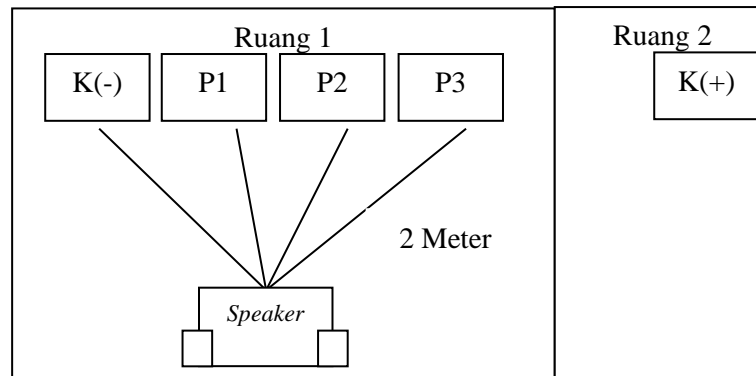 Ruang 1
K(-)
P1
P2
P3
2 Meter
Speaker
Ruang 2
K(+)